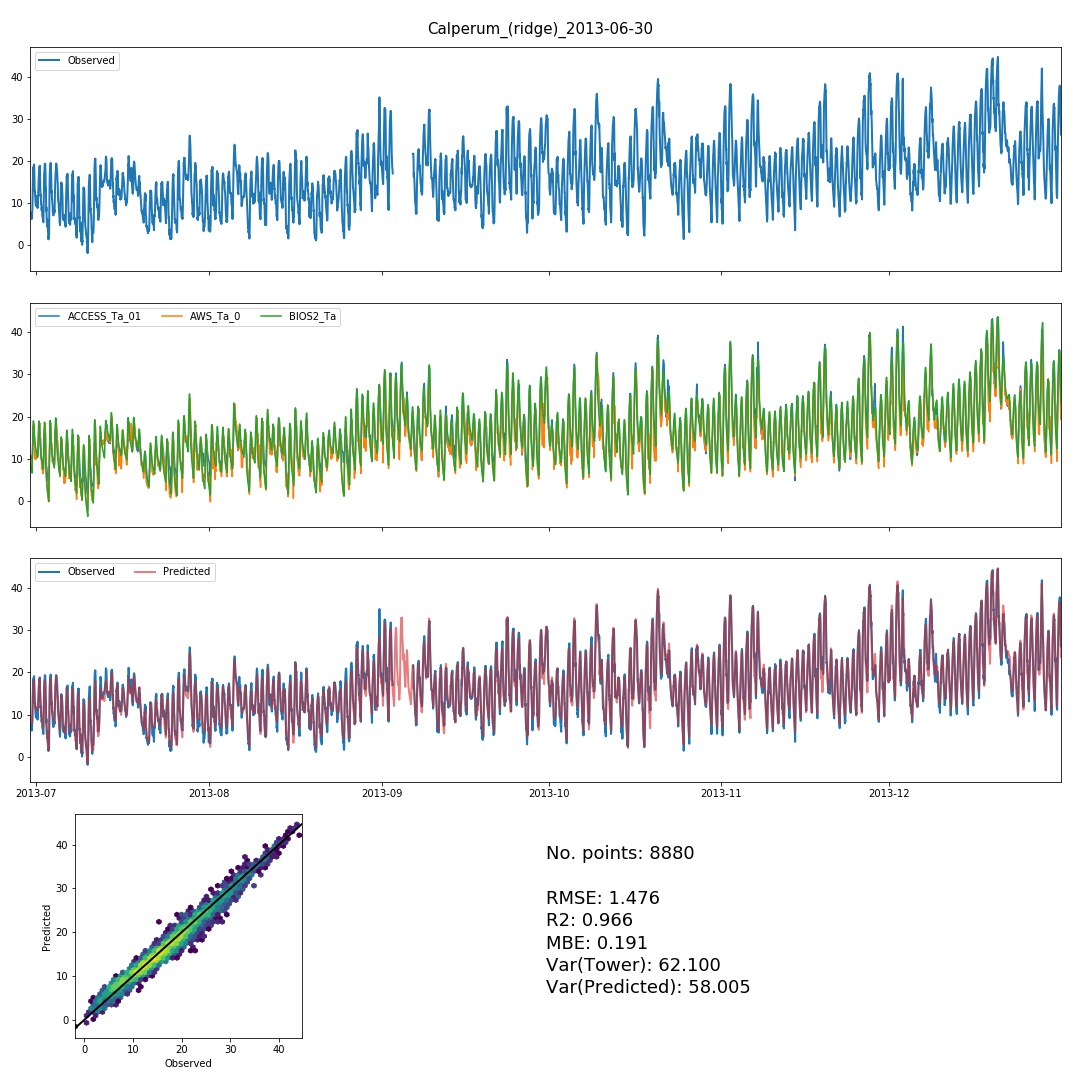 Calperum_(ridge)_2013-06-30
Observed
40
30
20
10
0
ACCESS_Ta_01 AWS_Ta_0 BIOS2_Ta
40
30
20
10
0
Observed Predicted
40
30
20
10
0
2013-07 2013-08 2013-09 2013-10 2013-11 2013-12
40
30
20
10
0
Predicted
0 10 20 30 40
Observed
No. points: 8880
RMSE: 1.476
R2: 0.966
MBE: 0.191
Var(Tower): 62.100
Var(Predicted): 58.005